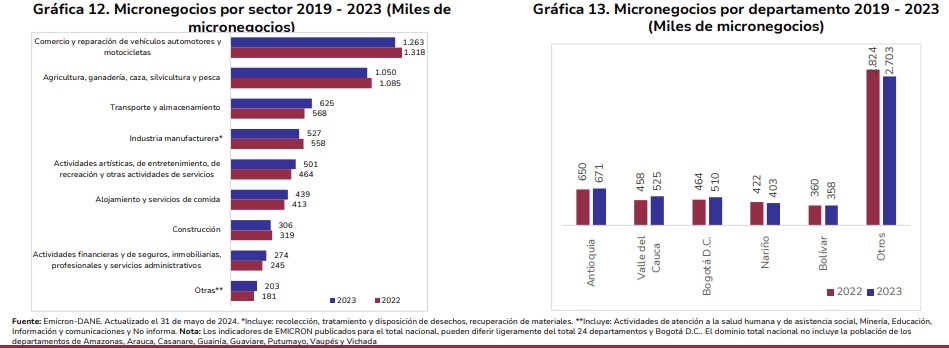 Gráfica 12. Micronegocios por sector 2019 - 2023 (Miles de
micronegocios)
Comercio y reparación de vehículos automotores y
motocicletas
1.263
1.318
Agricultura, ganadería, caza, silvicultura y pesca
1.050
1.085
Transporte y almacenamiento
625
568
Industria manufacturera*
527
558
Actividades artísticas, de entretenimiento, de
recreación y otras actividades de servicios
501
464
Alojamiento y servicios de comida
439
413
Construcción
306
319
Actividades financieras y de seguros, inmobiliarias,
profesionales y servicios administrativos
274
245
Otras**
203
181
2023 2022
Gráfica 13. Micronegocios por departamento 2019 - 2023
(Miles de micronegocios)
650
671
458
525
464
510
422
403
360
358
2.824
2.703
Antioquia
Valle del
Cauca
Bogotá D.C.
Nariño
Bolívar
Otros
2022 2023
Fuente: Emicron-DANE. Actualizado el 31 de mayo de 2024. *Incluye: recolección, tratamiento y disposición de desechos, recuperación de materiales. **Incluye: Actividades de atención a la salud humana y de asistencia social, Minería, Educación,
Información y comunicaciones y No informa. Nota: Los indicadores de EMICRON publicados para el total nacional, pueden diferir ligeramente del total 24 departamentos y Bogotá D.C.. El dominio total nacional no incluye la población de los
departamentos de Amazonas, Arauca, Casanare, Guainía, Guaviare, Putumayo, Vaupés y Vichada